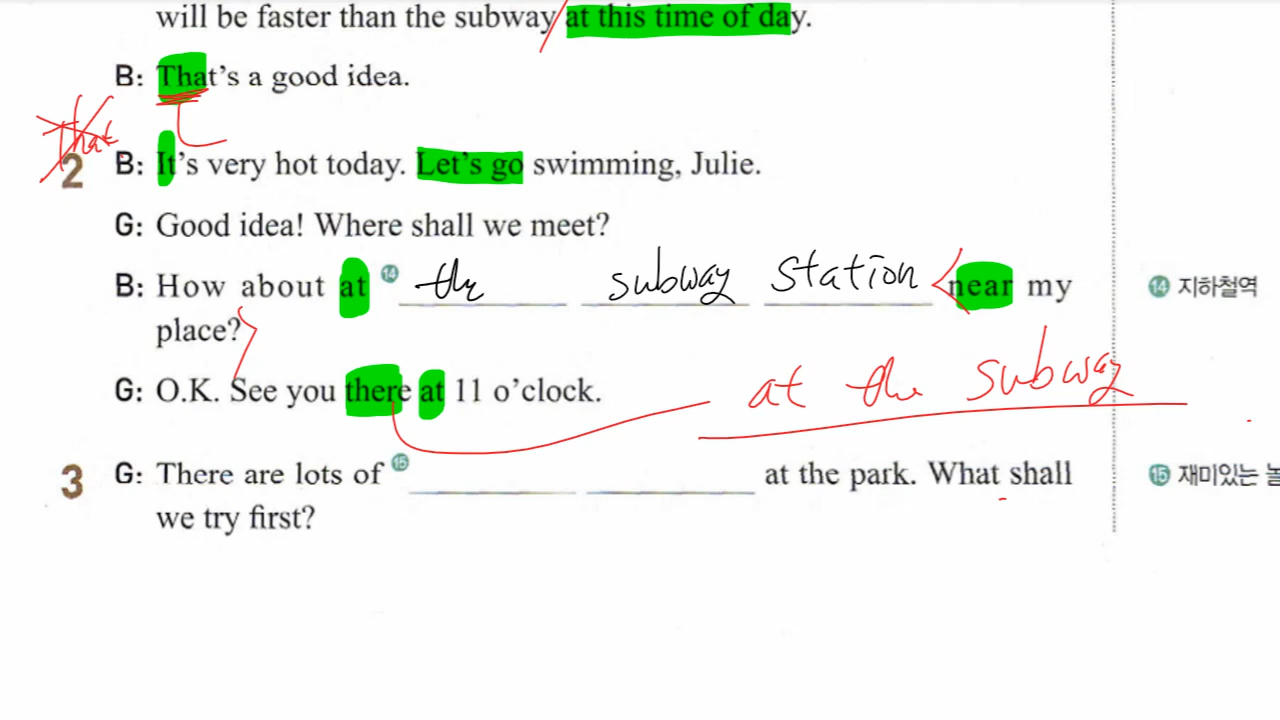 will be faster than the subway at this time of day.
B: That's a good idea.
that
2 B: It's very hot today. Let's go swimming, Julie.
G: Good idea! Where shall we meet?
B: How about at ⑭ the subway station near my ⑭ 지하철역
place?
G: O.K. See you there at 11 o'clock.
at the subway
3 G: There are lots of ⑮ at the park. What shall ⑮ 재미있는
we try first?